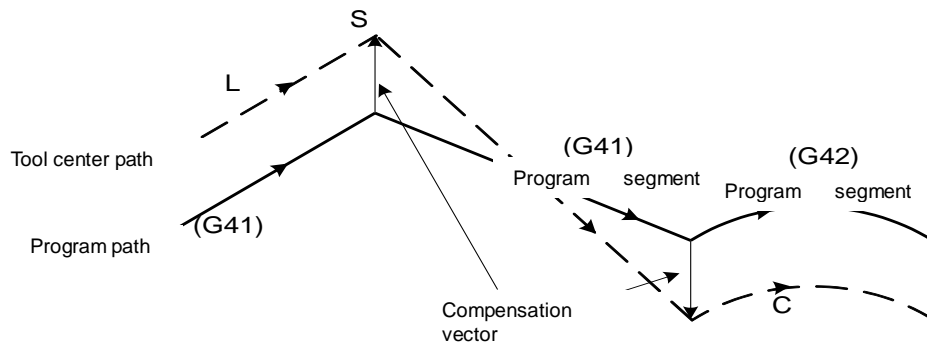 S
L
Tool center path
(G41)
Program path
(G41)
Program segment
(G42)
Program segment
Compensation
vector
C